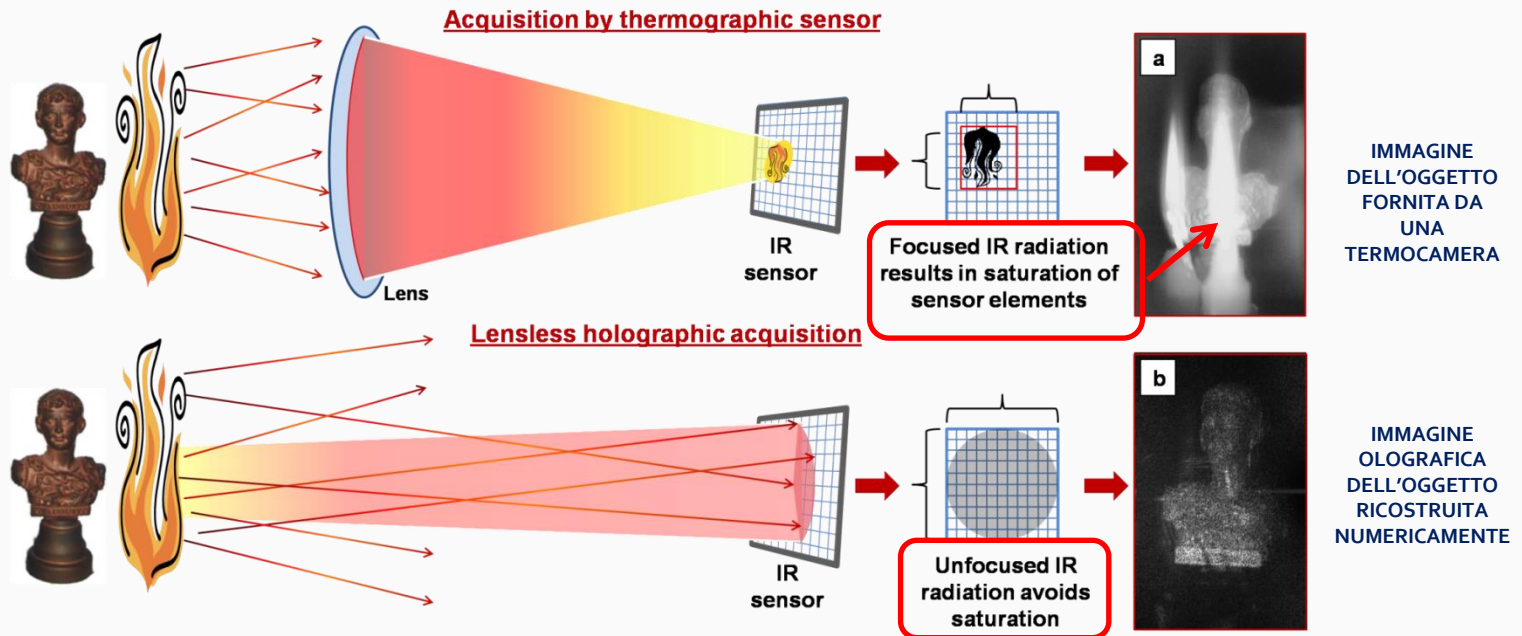 Acquisition by thermographic sensor
a
Lens
IR
sensor
Focused IR radiation
results in saturation of
sensor elements
IMMAGINE
DELL’OGGETTO
FORNITA DA
UNA
TERMOCAMERA
Lensless holographic acquisition
b
IR
sensor
Unfocused IR
radiation avoids
saturation
IMMAGINE
OLOGRAFICA
DELL’OGGETTO
RICOSTRUITA
NUMERICAMENTE